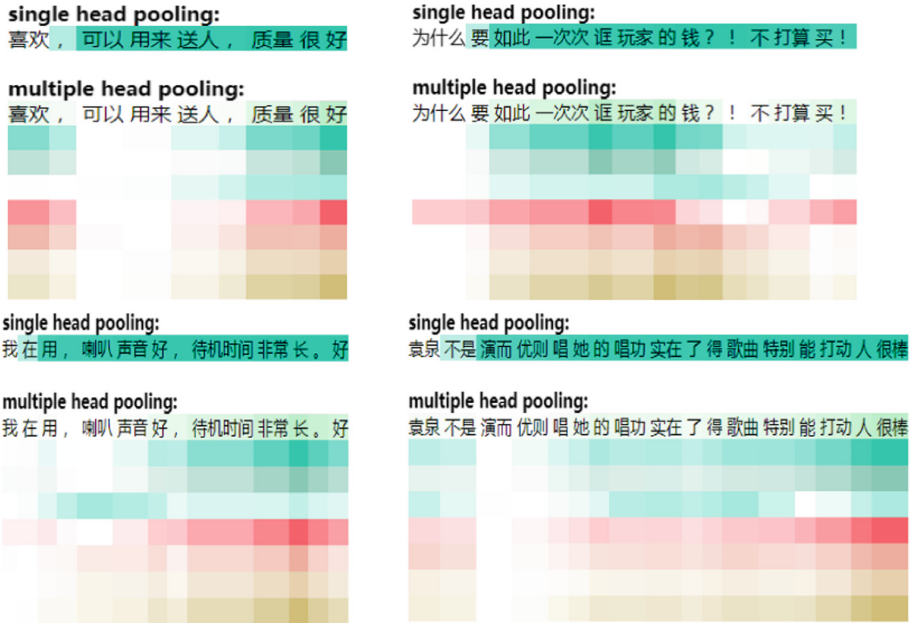 single head pooling:
喜欢 ， 可以 用来 送人 ， 质量 很 好
multiple head pooling:
喜欢 ， 可以 用来 送人 ， 质量 很 好
single head pooling:
为什么 要 如此 一次次 诓 玩家 的 钱 ？ ！ 不 打算 买 ！
multiple head pooling:
为什么 要 如此 一次次 诓 玩家 的 钱 ？ ！ 不 打算 买 ！
single head pooling:
我 在 用 ， 喇叭 声音 好 ， 待机时间 非常 长 。 好
multiple head pooling:
我 在 用 ， 喇叭 声音 好 ， 待机时间 非常 长 。 好
single head pooling:
袁泉 不是 演而 优则 唱 她 的 唱功 实在 了 得 歌曲 特别 能 打动 人 很棒
multiple head pooling:
袁泉 不是 演而 优则 唱 她 的 唱功 实在 了 得 歌曲 特别 能 打动 人 很棒